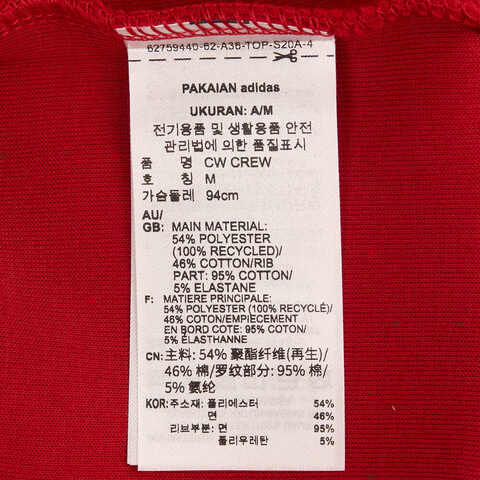 62759440-62-A36-TOP-S20A-4
PAKAIAN adidas
UKURAN: A/M
전기용품 및 생활용품 안전
관리법에 의한 품질표시
품 명 CW CREW
호 칭 M
가슴둘레 94cm
AU/
GB: MAIN MATERIAL:
54% POLYESTER
(100% RECYCLED)/
46% COTTON/RIB
PART: 95% COTTON/
5% ELASTANE
F: MATIERE PRINCIPALE:
54% POLYESTER (100% RECYCLÉ)/
46% COTON/EMPIECEMENT
EN BORD COTE: 95% COTON/
5% ÉLASTHANNE
CN: 主料: 54% 聚酯纤维(再生)/
46% 棉/罗纹部分: 95% 棉/
5% 氨纶
KOR: 주소재: 폴리에스터 54%
면 46%
리브부분: 면 95%
폴리우레탄 5%